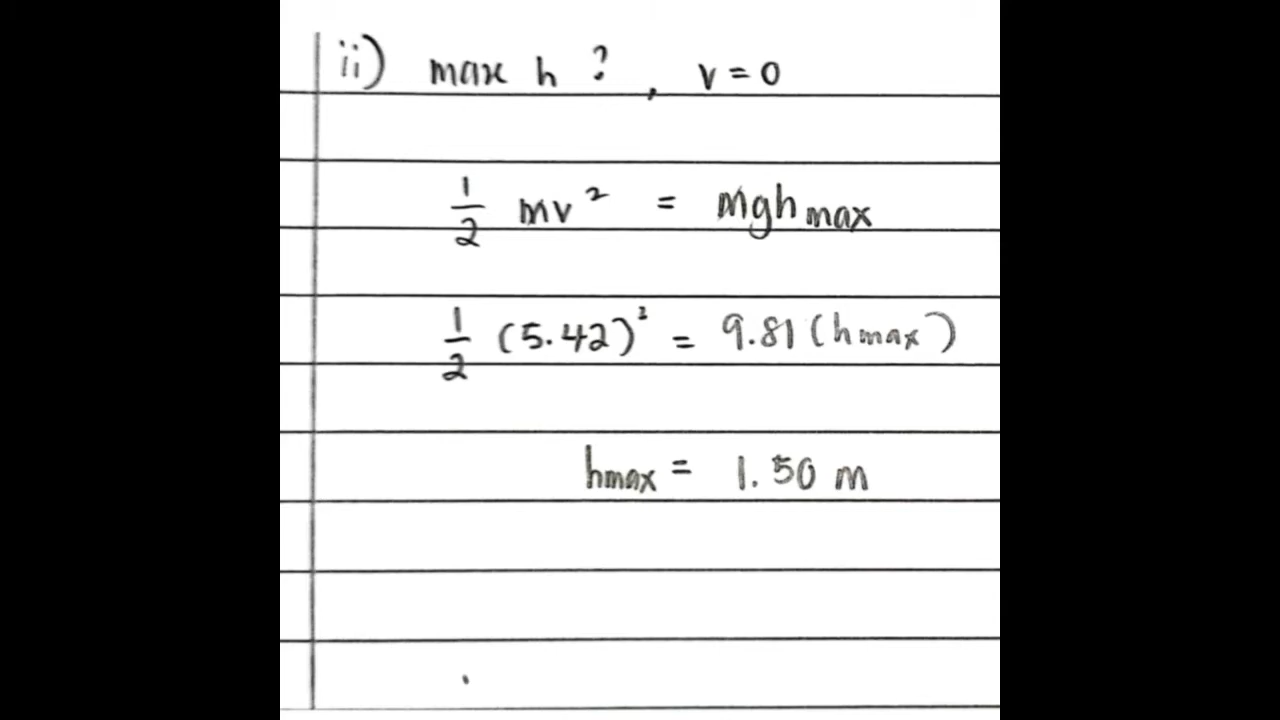 ii) max h ? , v = 0
1/2 mv² = mgh max
1/2 (5.42)² = 9.81 (h max)
h max = 1.50 m